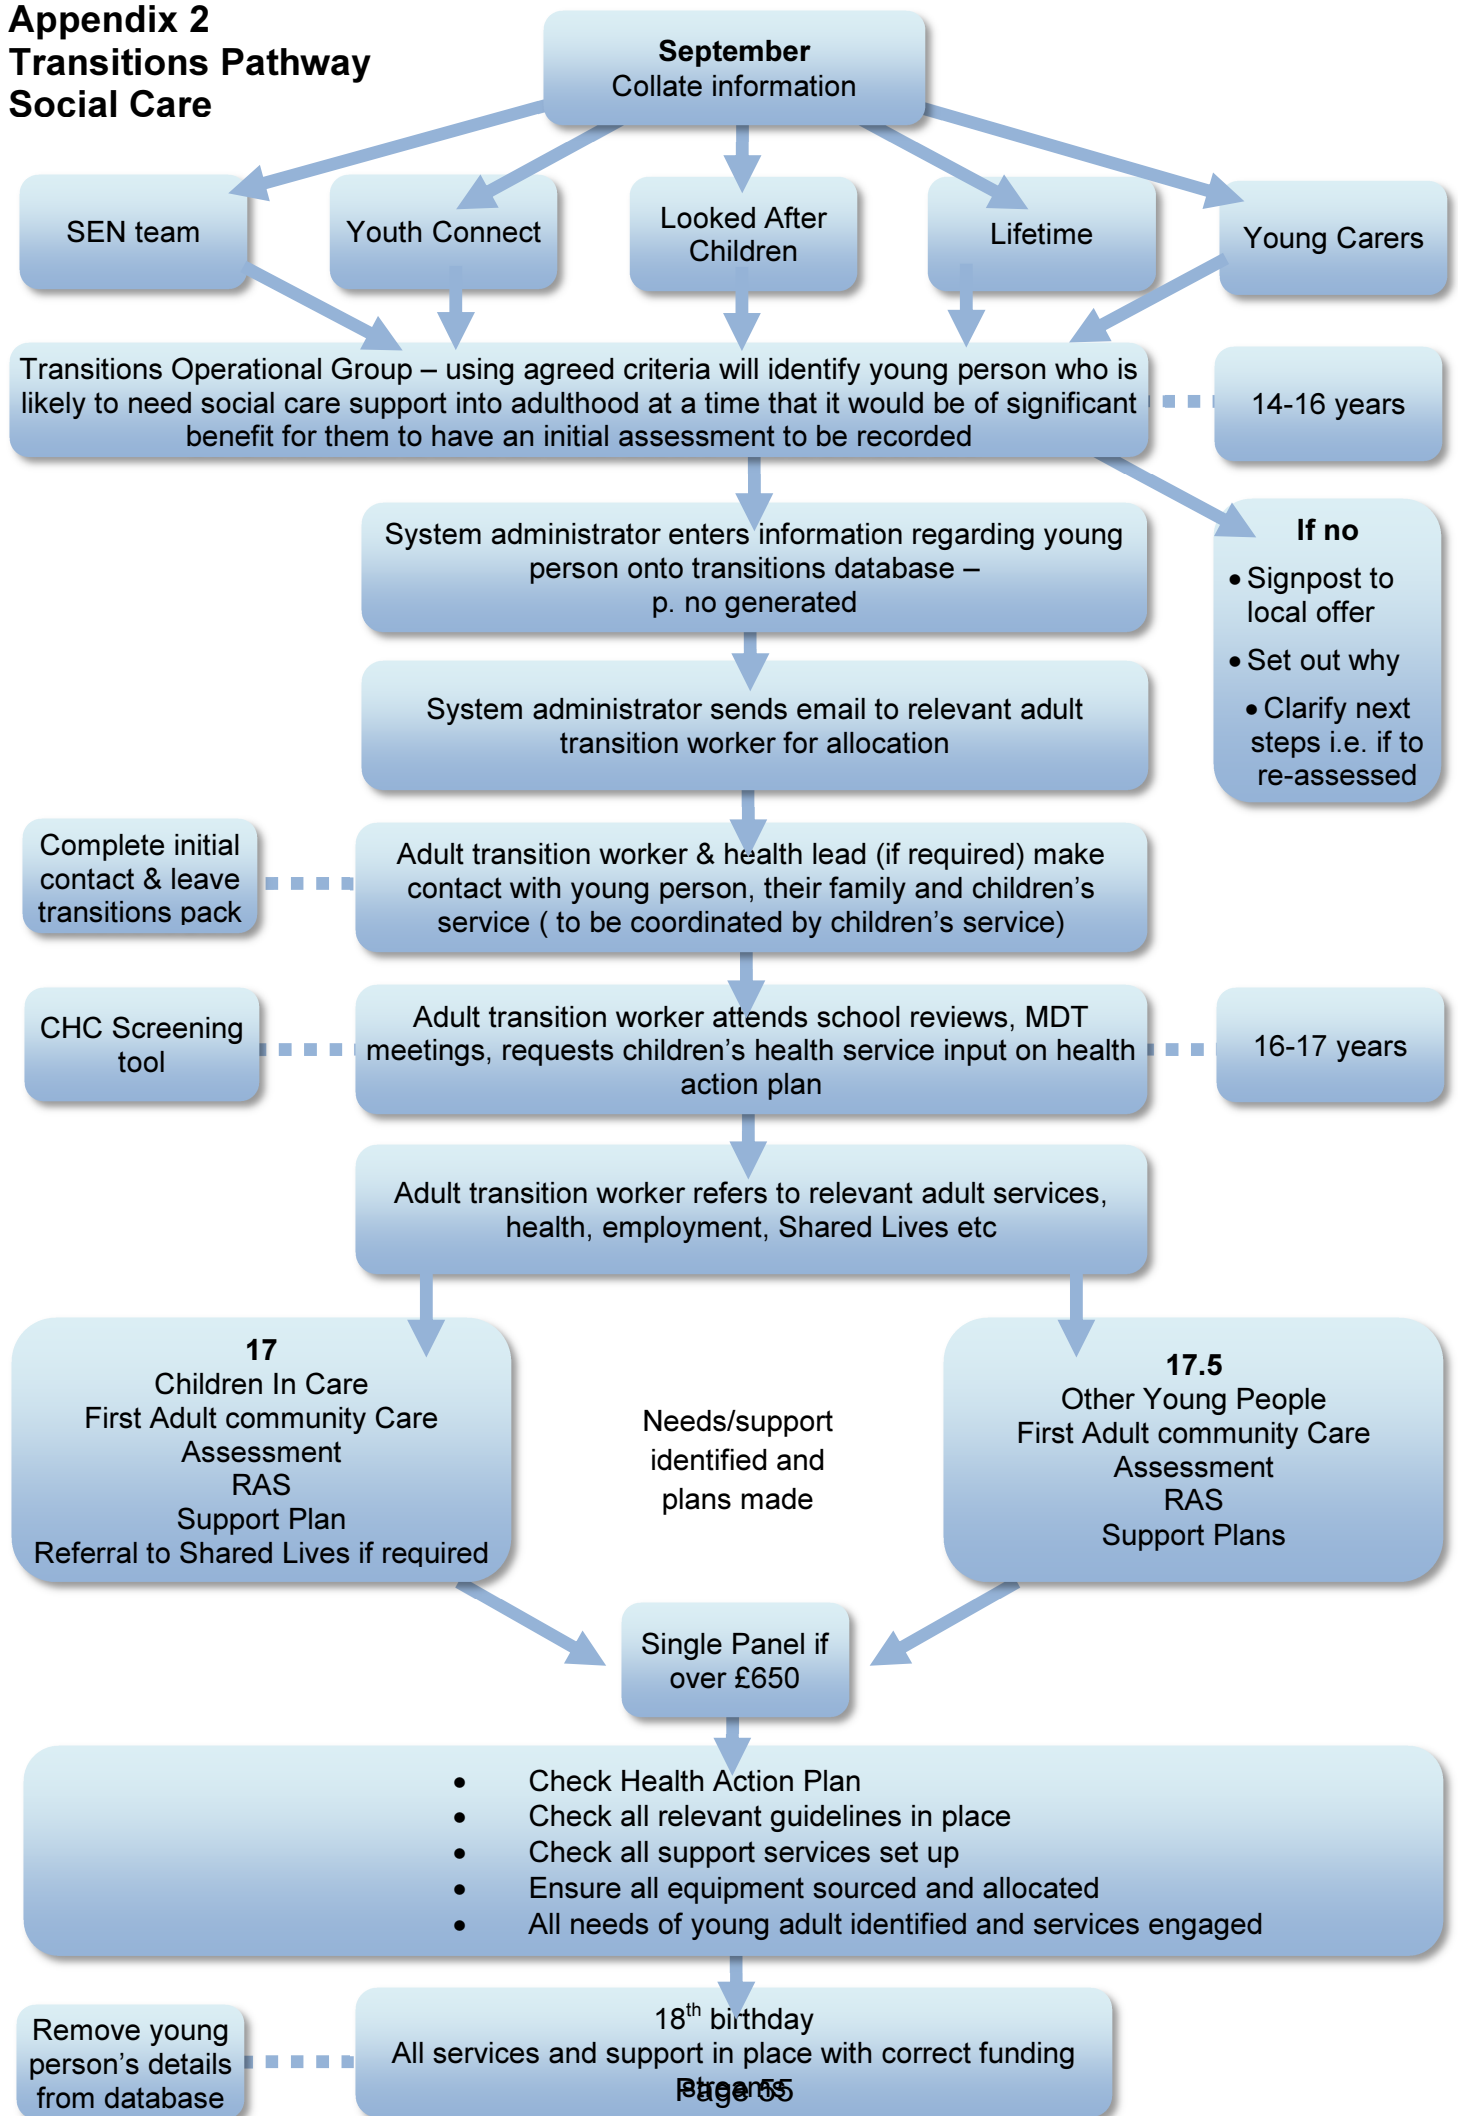 Appendix 2
Transitions Pathway
Social Care
September
Collate information
SEN team
Youth Connect
Looked After
Children
Lifetime
Young Carers
Transitions Operational Group – using agreed criteria will identify young person who is
likely to need social care support into adulthood at a time that it would be of significant
benefit for them to have an initial assessment to be recorded
14-16 years
System administrator enters information regarding young
person onto transitions database –
p. no generated
If no
• Signpost to
local offer
• Set out why
• Clarify next
steps i.e. if to
re-assessed
System administrator sends email to relevant adult
transition worker for allocation
Complete initial
contact & leave
transitions pack
Adult transition worker & health lead (if required) make
contact with young person, their family and children’s
service ( to be coordinated by children’s service)
CHC Screening
tool
Adult transition worker attends school reviews, MDT
meetings, requests children’s health service input on health
action plan
16-17 years
Adult transition worker refers to relevant adult services,
health, employment, Shared Lives etc
17
Children In Care
First Adult community Care
Assessment
RAS
Support Plan
Referral to Shared Lives if required
Needs/support
identified and
plans made
17.5
Other Young People
First Adult community Care
Assessment
RAS
Support Plans
Single Panel if
over £650
• Check Health Action Plan
• Check all relevant guidelines in place
• Check all support services set up
• Ensure all equipment sourced and allocated
• All needs of young adult identified and services engaged
Remove young
person’s details
from database
18th birthday
All services and support in place with correct funding
streams
Page 55